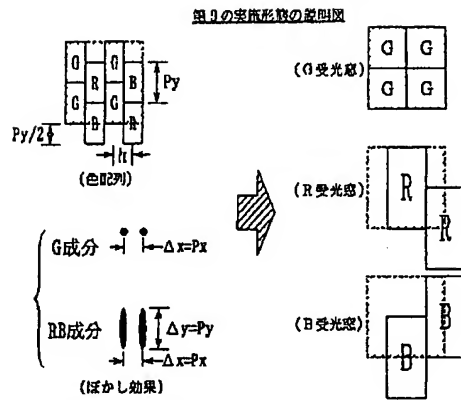 第9の実施形態の説明図
G G
R B
G G
B R
Py
Py/2
Px
(色配列)
G成分
Δx=Px
RB成分
Δy=Py
Δx=Px
(ぼかし効果)
(G受光窓)
G G
G G
(R受光窓)
R
R
(B受光窓)
B
B